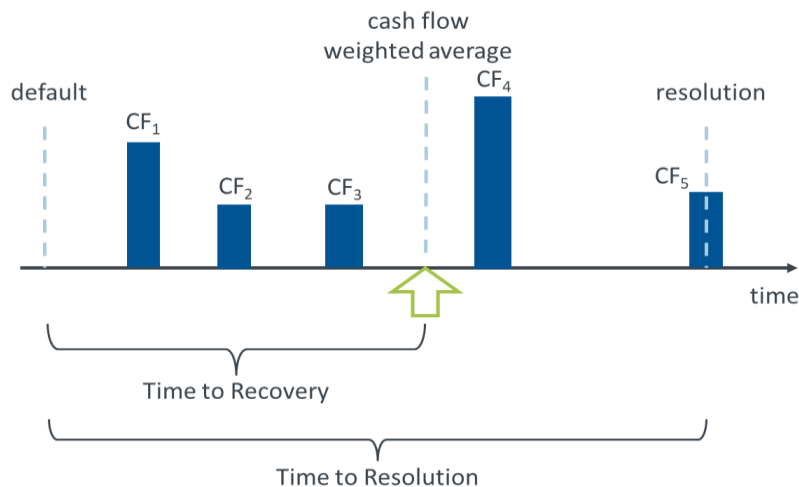 cash flow
weighted average
default
CF₄
resolution
CF₁
CF₂
CF₃
CF₅
time
Time to Recovery
Time to Resolution